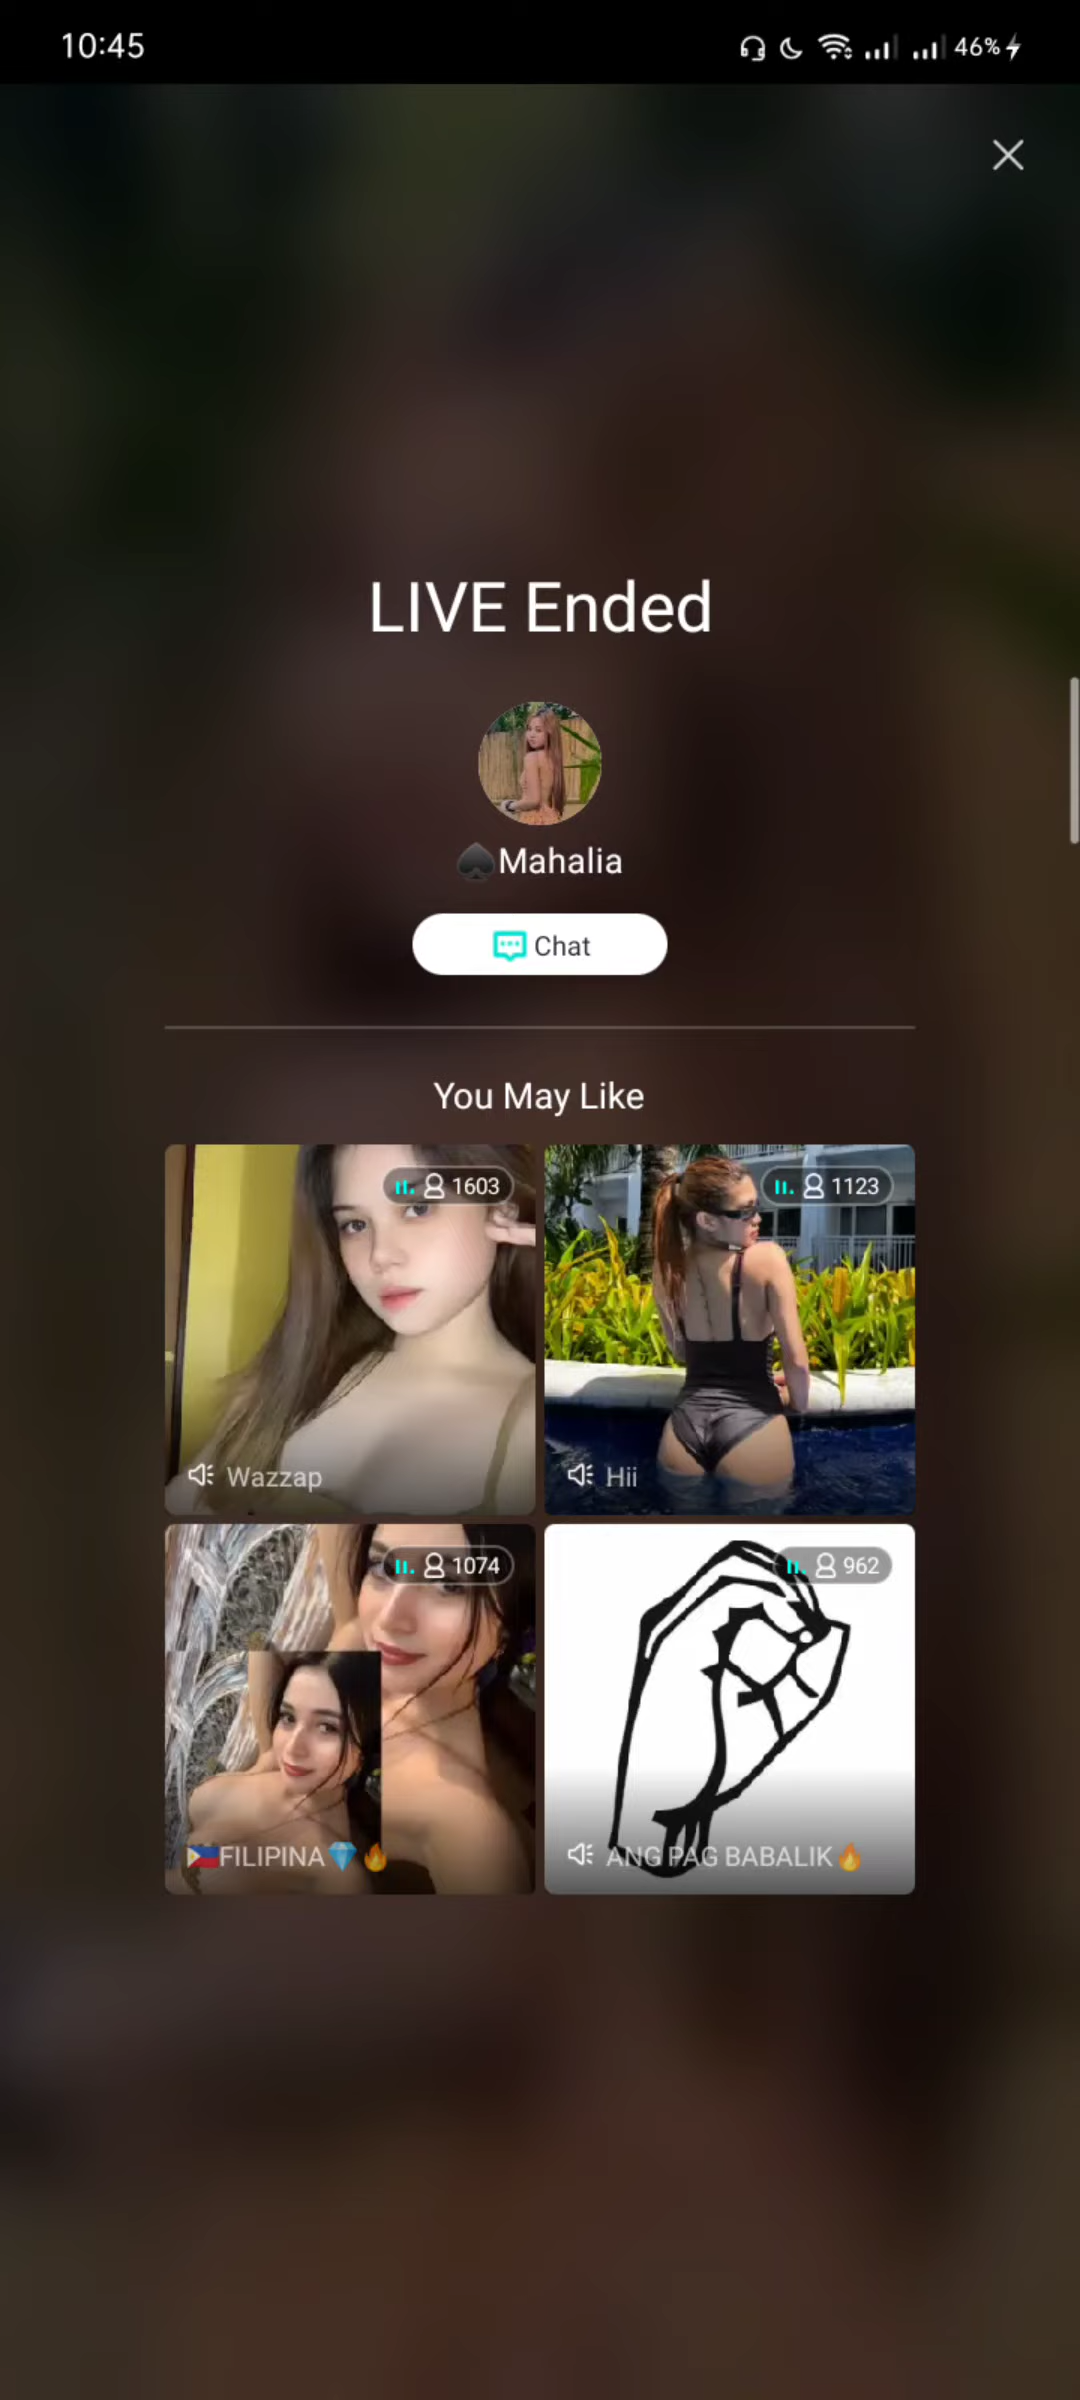 10:45
46%
LIVE Ended
♠Mahalia
Chat
You May Like
1603
1123
Wazzap
Hii
1074
962
🇵🇭FILIPINA💎🔥
ANG PAG BABALIK🔥